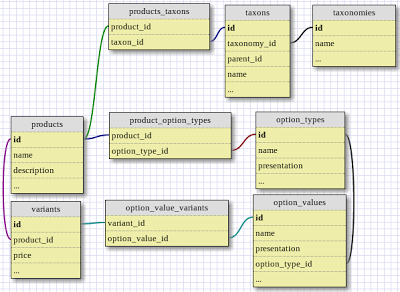 products_taxons
product_id
taxon_id
taxons
id
taxonomy_id
parent_id
name
...
taxonomies
id
name
...
products
id
name
description
...
product_option_types
product_id
option_type_id
option_types
id
name
presentation
...
variants
id
product_id
price
...
option_value_variants
variant_id
option_value_id
option_values
id
name
presentation
option_type_id
...